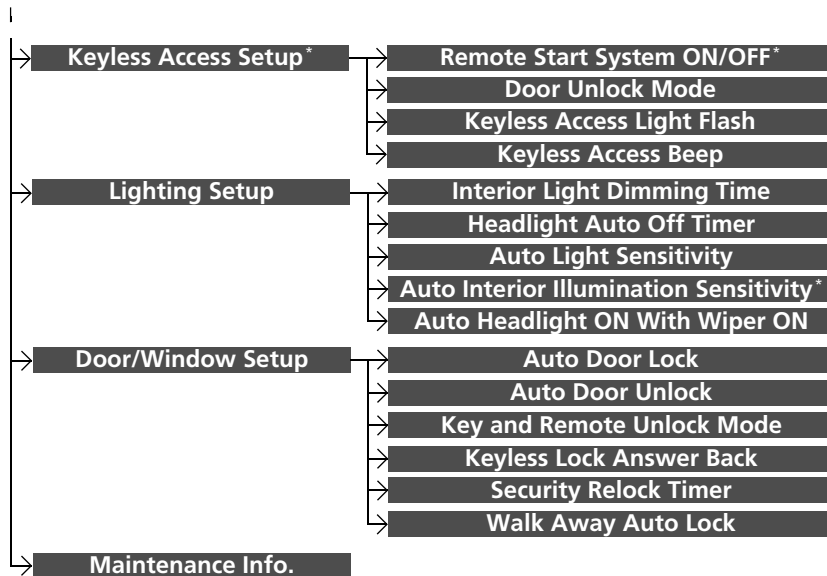 Keyless Access Setup*
Remote Start System ON/OFF*
Door Unlock Mode
Keyless Access Light Flash
Keyless Access Beep
Lighting Setup
Interior Light Dimming Time
Headlight Auto Off Timer
Auto Light Sensitivity
Auto Interior Illumination Sensitivity*
Auto Headlight ON With Wiper ON
Door/Window Setup
Auto Door Lock
Auto Door Unlock
Key and Remote Unlock Mode
Keyless Lock Answer Back
Security Relock Timer
Walk Away Auto Lock
Maintenance Info.